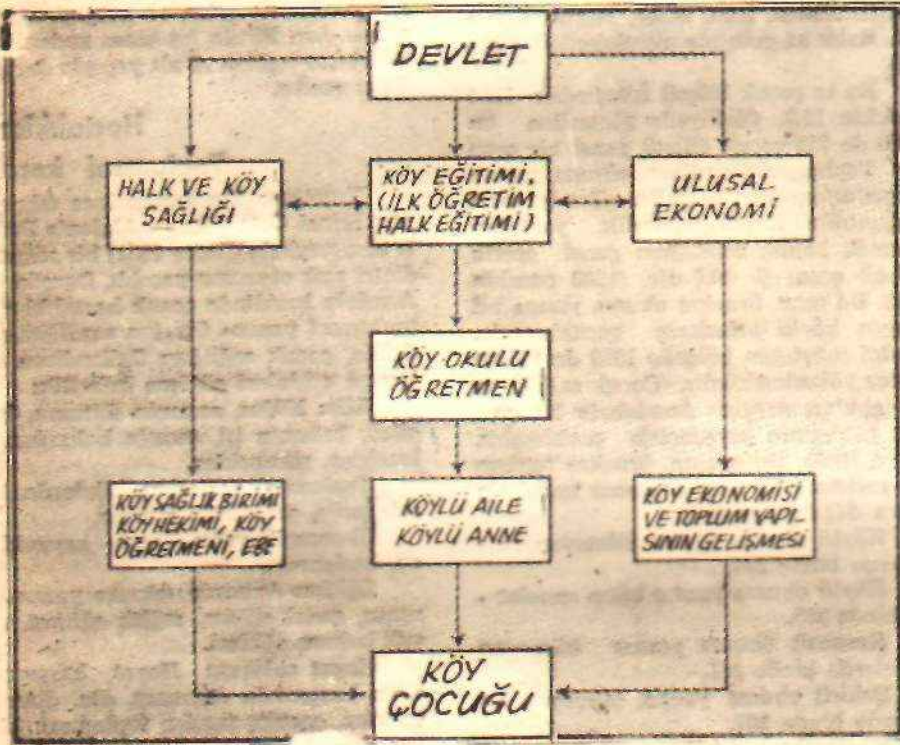 DEVLET
HALK VE KÖY
SAĞLIĞI
KÖY EĞİTİMİ.
(İLK ÖĞRETİM
HALK EĞİTİMİ)
ULUSAL
EKONOMİ
KÖY OKULU
ÖĞRETMEN
KÖY SAĞLIK BİRİMİ
KÖY HEKİMİ, KÖY
ÖĞRETMENİ, EBE
KÖYLÜ AİLE
KÖYLÜ ANNE
KÖY EKONOMİSİ
VE TOPLUM YAPI-
SININ GELİŞMESİ
KÖY
ÇOCUĞU